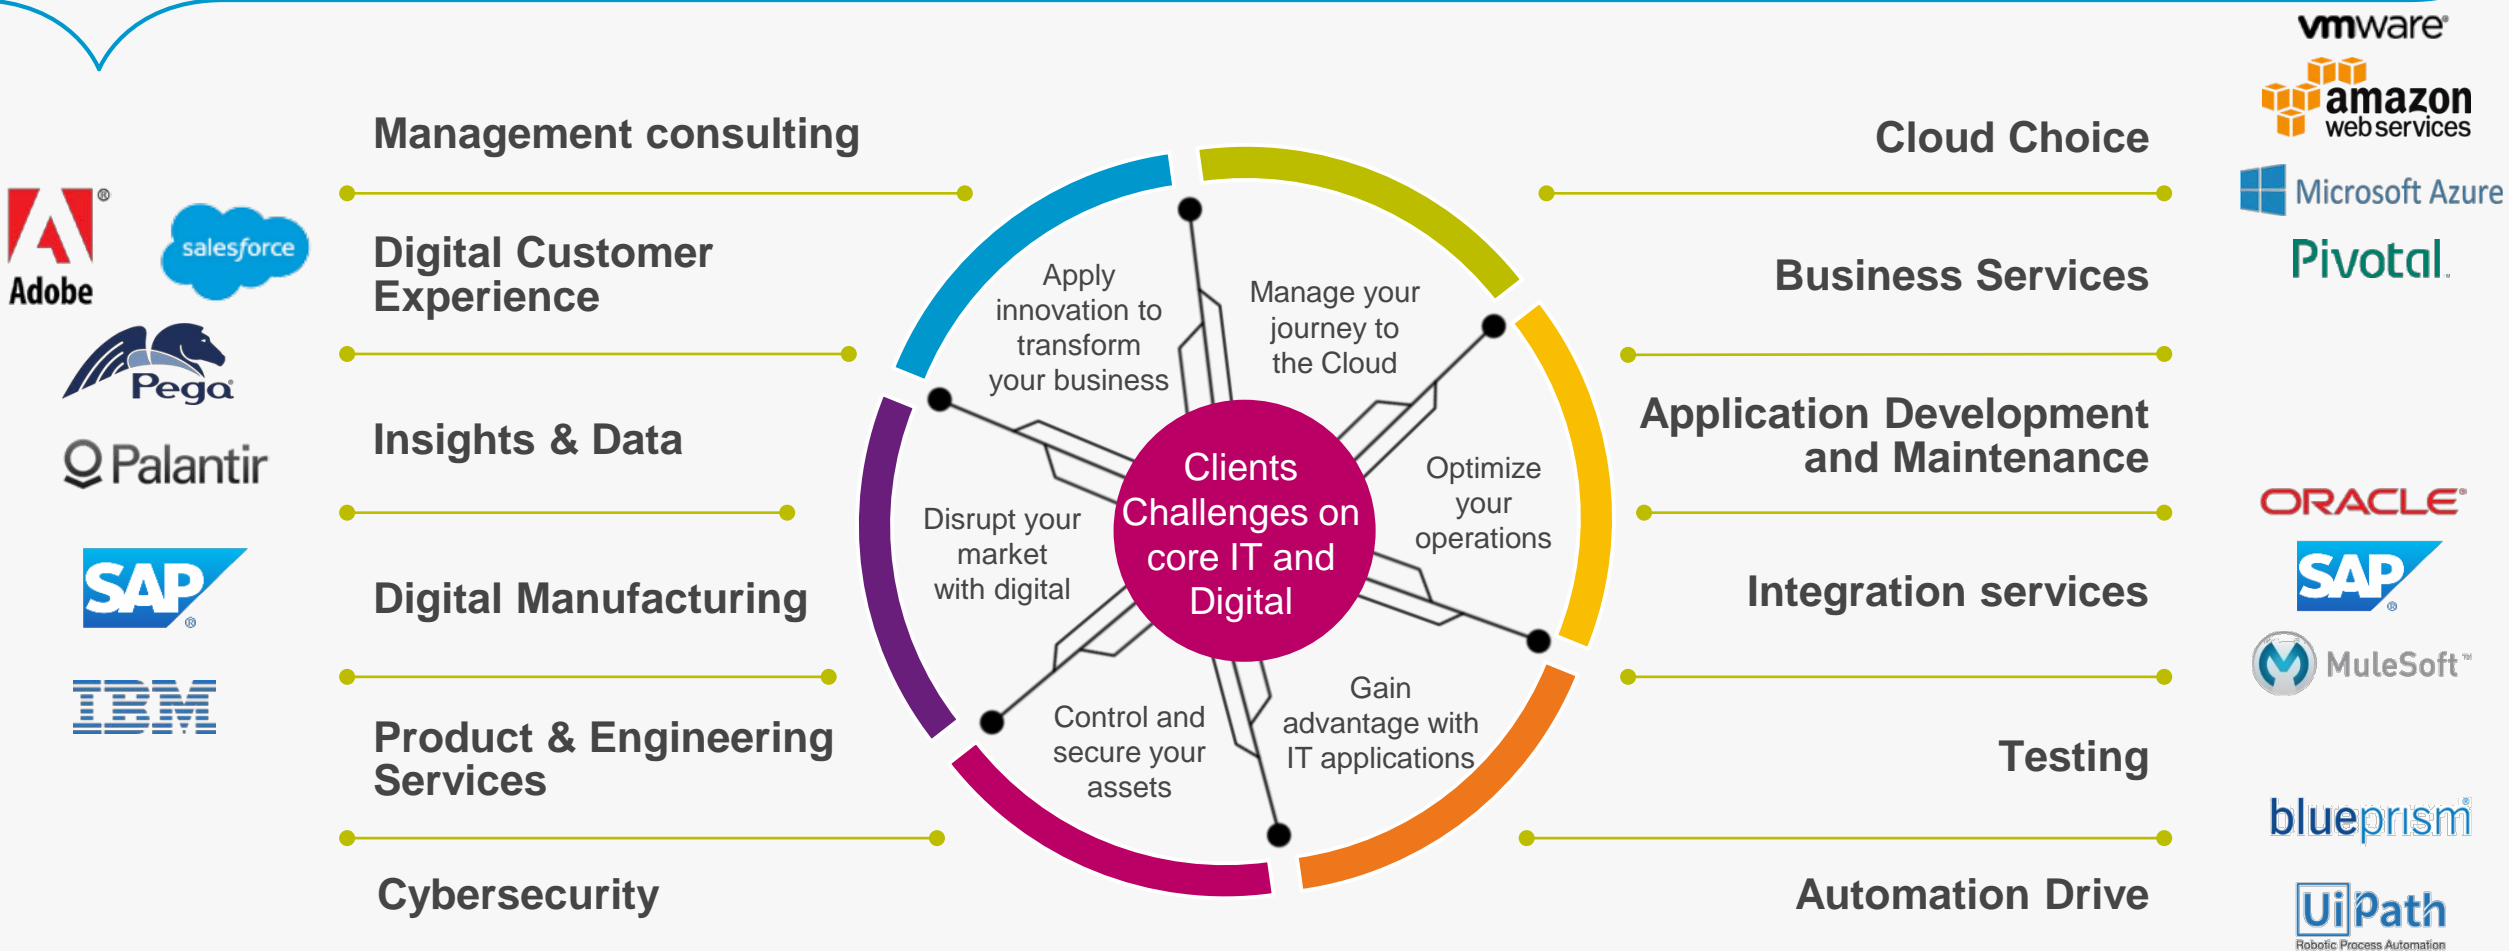 Management consulting
Digital Customer
Experience
Insights & Data
Digital Manufacturing
Product & Engineering
Services
Cybersecurity
Adobe
®
salesforce
Pega
Palantir
SAP
®
IBM
Apply
innovation to
transform
your business
Manage your
journey to
the Cloud
Optimize
your
operations
Gain
advantage with
IT applications
Control and
secure your
assets
Disrupt your
market
with digital
Clients
Challenges on
core IT and
Digital
Cloud Choice
Business Services
Application Development
and Maintenance
Integration services
Testing
Automation Drive
vmware®
amazon
web services
Microsoft Azure
Pivotal.
ORACLE®
SAP
®
MuleSoft™
blueprism®
UiPath
Robotic Process Automation